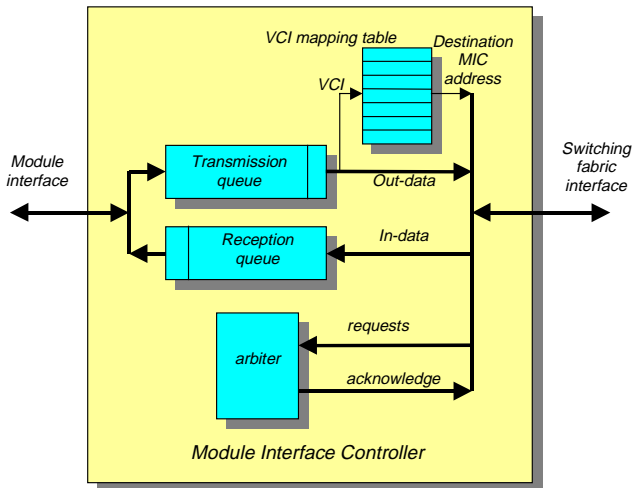 VCI mapping table
Destination
MIC
address
VCI
Module
interface
Transmission
queue
Out-data
Switching
fabric
interface
Reception
queue
In-data
requests
arbiter
acknowledge
Module Interface Controller